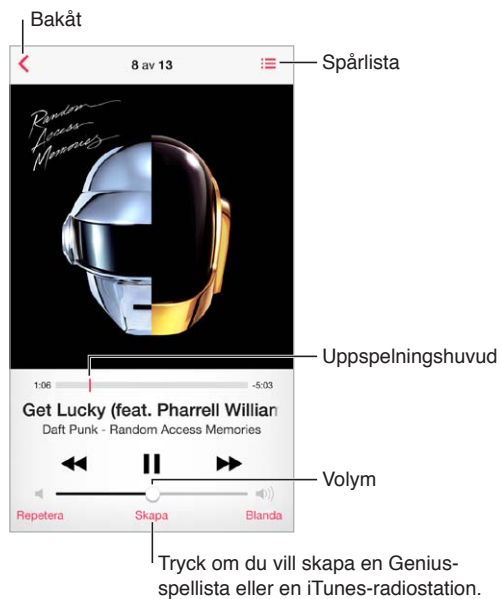 Bakåt
8 av 13
Spårlista
Random
Access
Memories
Uppspelningshuvud
1:06
-5:03
Get Lucky (feat. Pharrell Willian
Daft Punk - Random Access Memories
Volym
Repetera
Skapa
Blanda
Tryck om du vill skapa en Genius-
spellista eller en iTunes-radiostation.